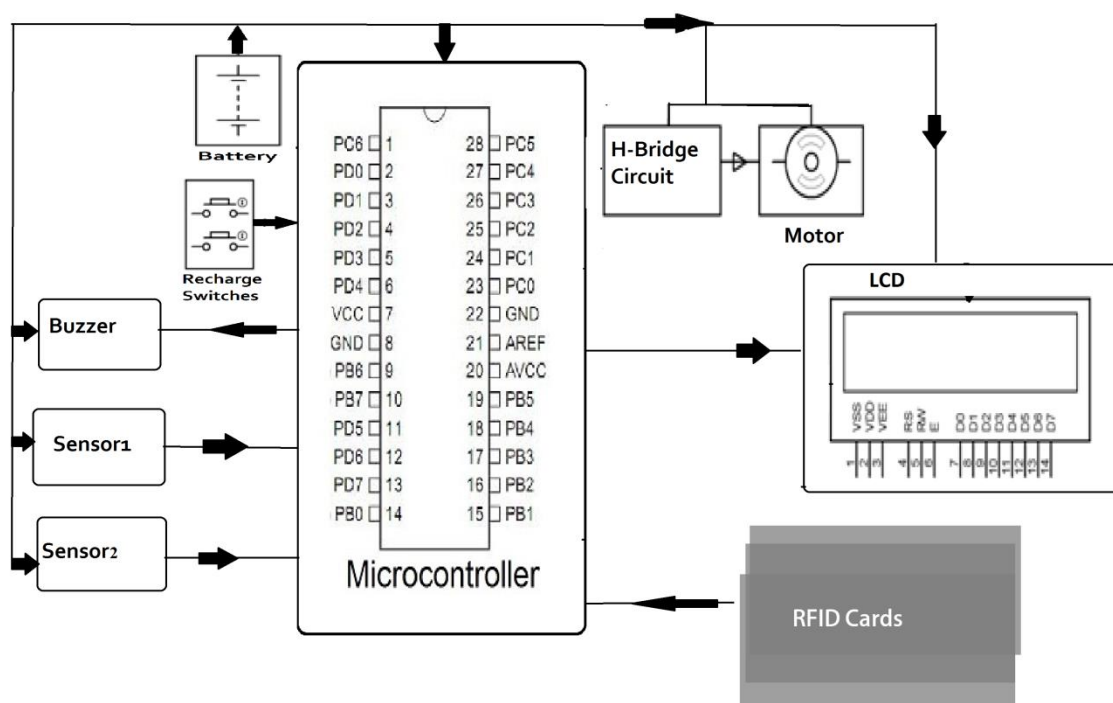 Battery
Recharge
Switches
Buzzer
Sensor1
Sensor2
PC6 1 28 PC5
PD0 2 27 PC4
PD1 3 26 PC3
PD2 4 25 PC2
PD3 5 24 PC1
PD4 6 23 PC0
VCC 7 22 GND
GND 8 21 AREF
PB6 9 20 AVCC
PB7 10 19 PB5
PD5 11 18 PB4
PD6 12 17 PB3
PD7 13 16 PB2
PB0 14 15 PB1
Microcontroller
H-Bridge
Circuit
Motor
LCD
VSS VDD VEE RS RW E D0 D1 D2 D3 D4 D5 D6 D7
1 2 3 4 5 6 7 8 9 10 11 12 13 14
RFID Cards